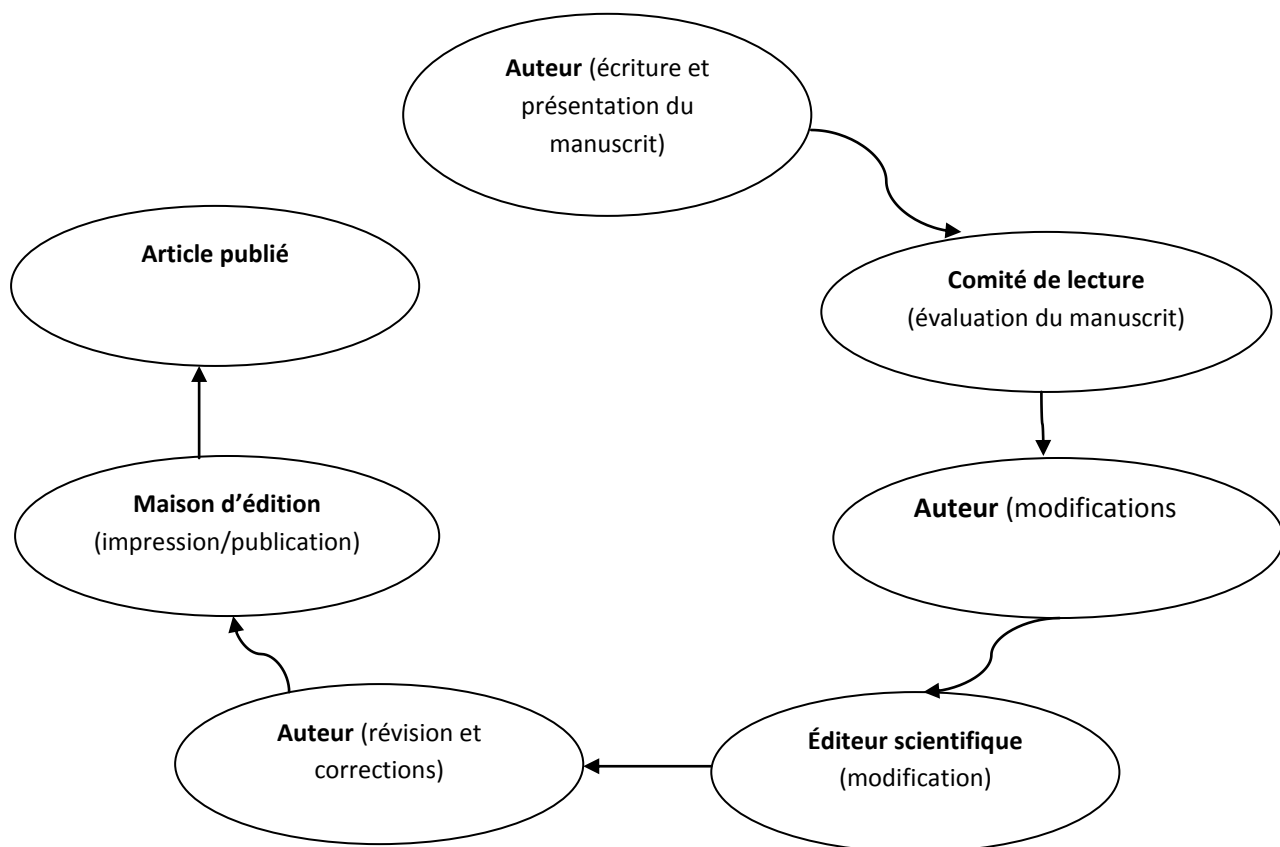 Auteur (écriture et
présentation du
manuscrit)
Comité de lecture
(évaluation du manuscrit)
Auteur (modifications
Éditeur scientifique
(modification)
Auteur (révision et
corrections)
Maison d’édition
(impression/publication)
Article publié